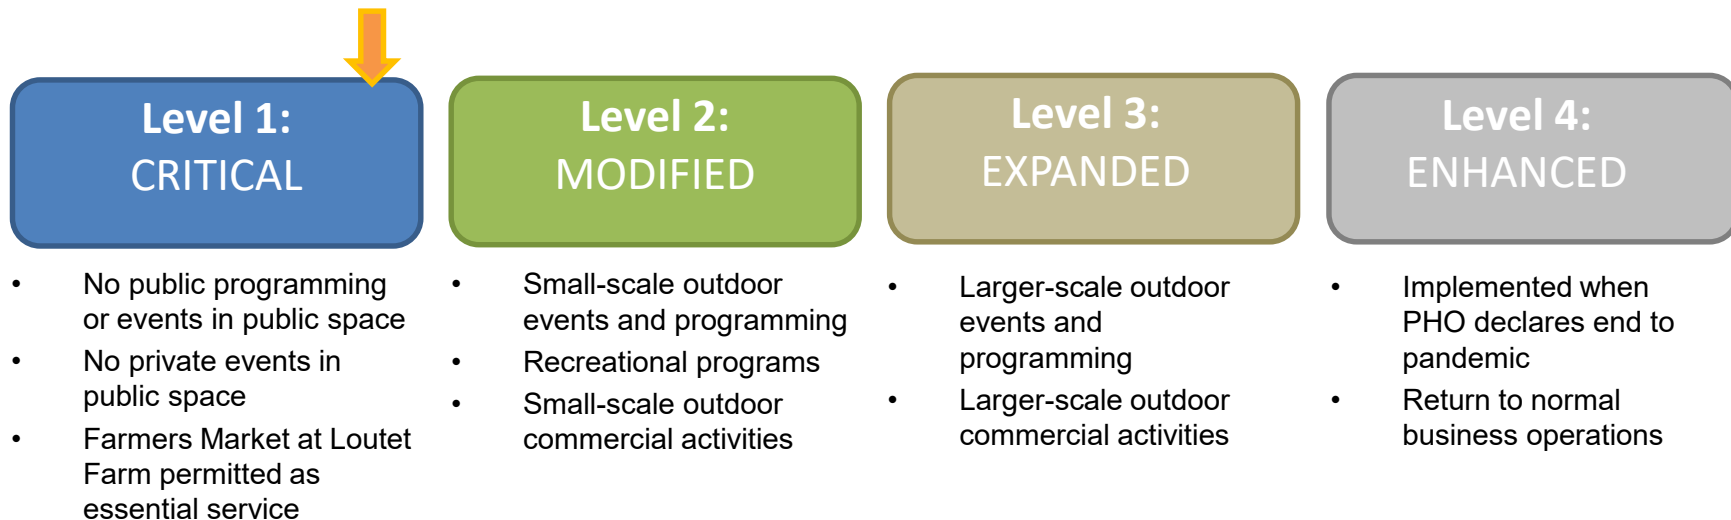 Level 1:
CRITICAL
• No public programming
or events in public space
• No private events in
public space
• Farmers Market at Loutet
Farm permitted as
essential service
Level 2:
MODIFIED
• Small-scale outdoor
events and programming
• Recreational programs
• Small-scale outdoor
commercial activities
Level 3:
EXPANDED
• Larger-scale outdoor
events and
programming
• Larger-scale outdoor
commercial activities
Level 4:
ENHANCED
• Implemented when
PHO declares end to
pandemic
• Return to normal
business operations